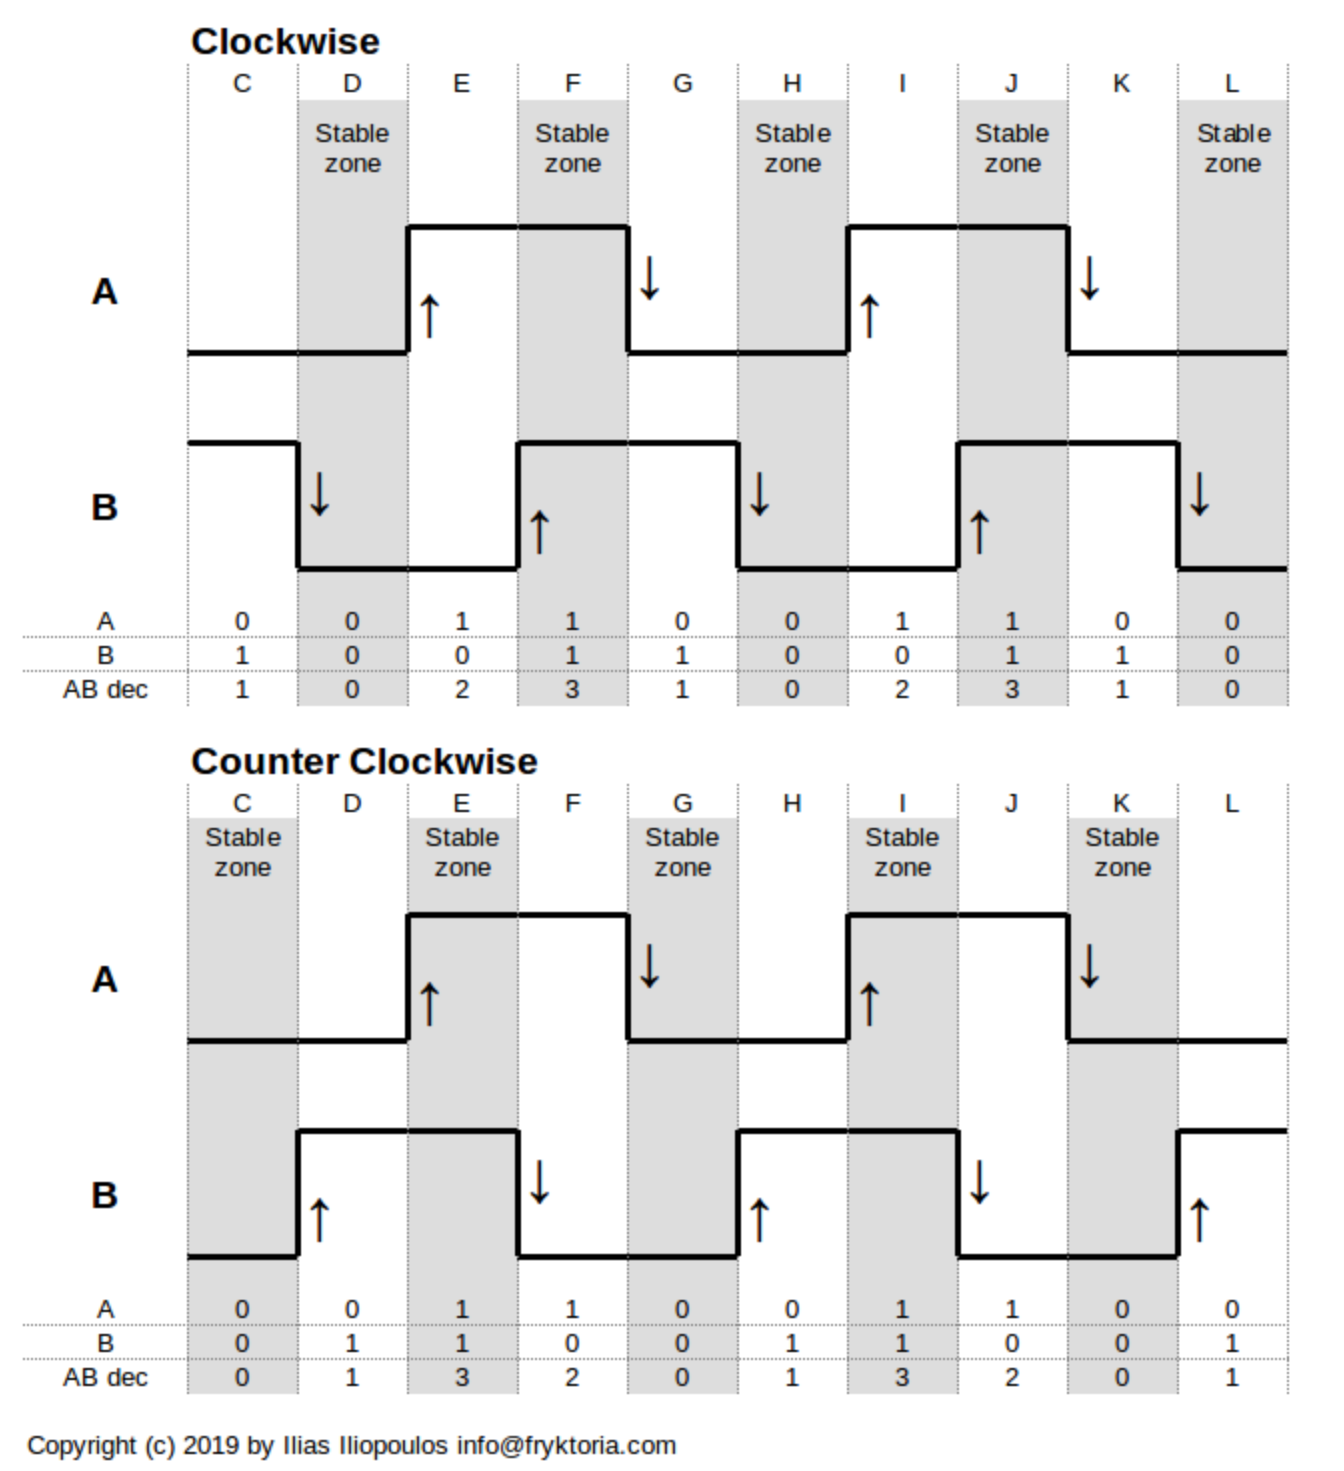 Clockwise
C D E F G H I J K L
Stable Stable Stable Stable Stable
zone zone zone zone zone
↑ ↓ ↑ ↓
A
↓ ↑ ↓ ↑ ↓
B
A 0 0 1 1 0 0 1 1 0 0
B 1 0 0 1 1 0 0 1 1 0
AB dec 1 0 2 3 1 0 2 3 1 0
Counter Clockwise
C D E F G H I J K L
Stable Stable Stable Stable Stable
zone zone zone zone zone
↑ ↓ ↑ ↓
A
↑ ↓ ↑ ↓ ↑
B
A 0 0 1 1 0 0 1 1 0 0
B 0 1 1 0 0 1 1 0 0 1
AB dec 0 1 3 2 0 1 3 2 0 1
Copyright (c) 2019 by Ilias Iliopoulos info@fryktoria.com